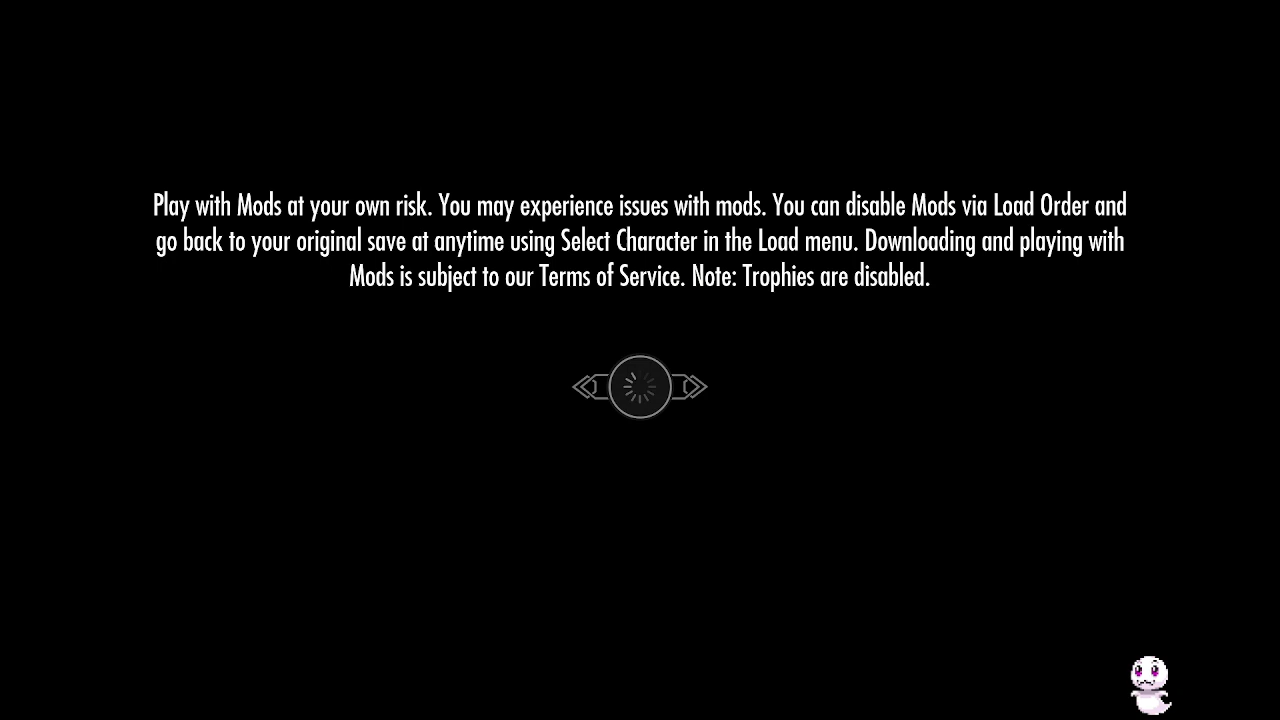 Play with Mods at your own risk. You may experience issues with mods. You can disable Mods via Load Order and
go back to your original save at anytime using Select Character in the Load menu. Downloading and playing with
Mods is subject to our Terms of Service. Note: Trophies are disabled.